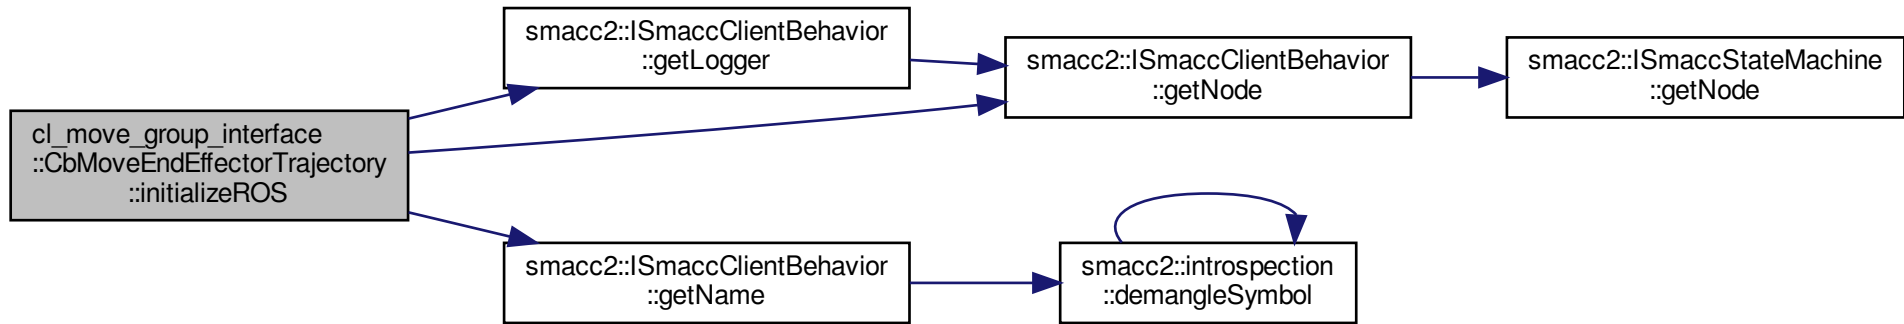 cl_move_group_interface
::CbMoveEndEffectorTrajectory
::initializeROS
smacc2::ISmaccClientBehavior
::getLogger
smacc2::ISmaccClientBehavior
::getNode
smacc2::ISmaccStateMachine
::getNode
smacc2::ISmaccClientBehavior
::getName
smacc2::introspection
::demangleSymbol